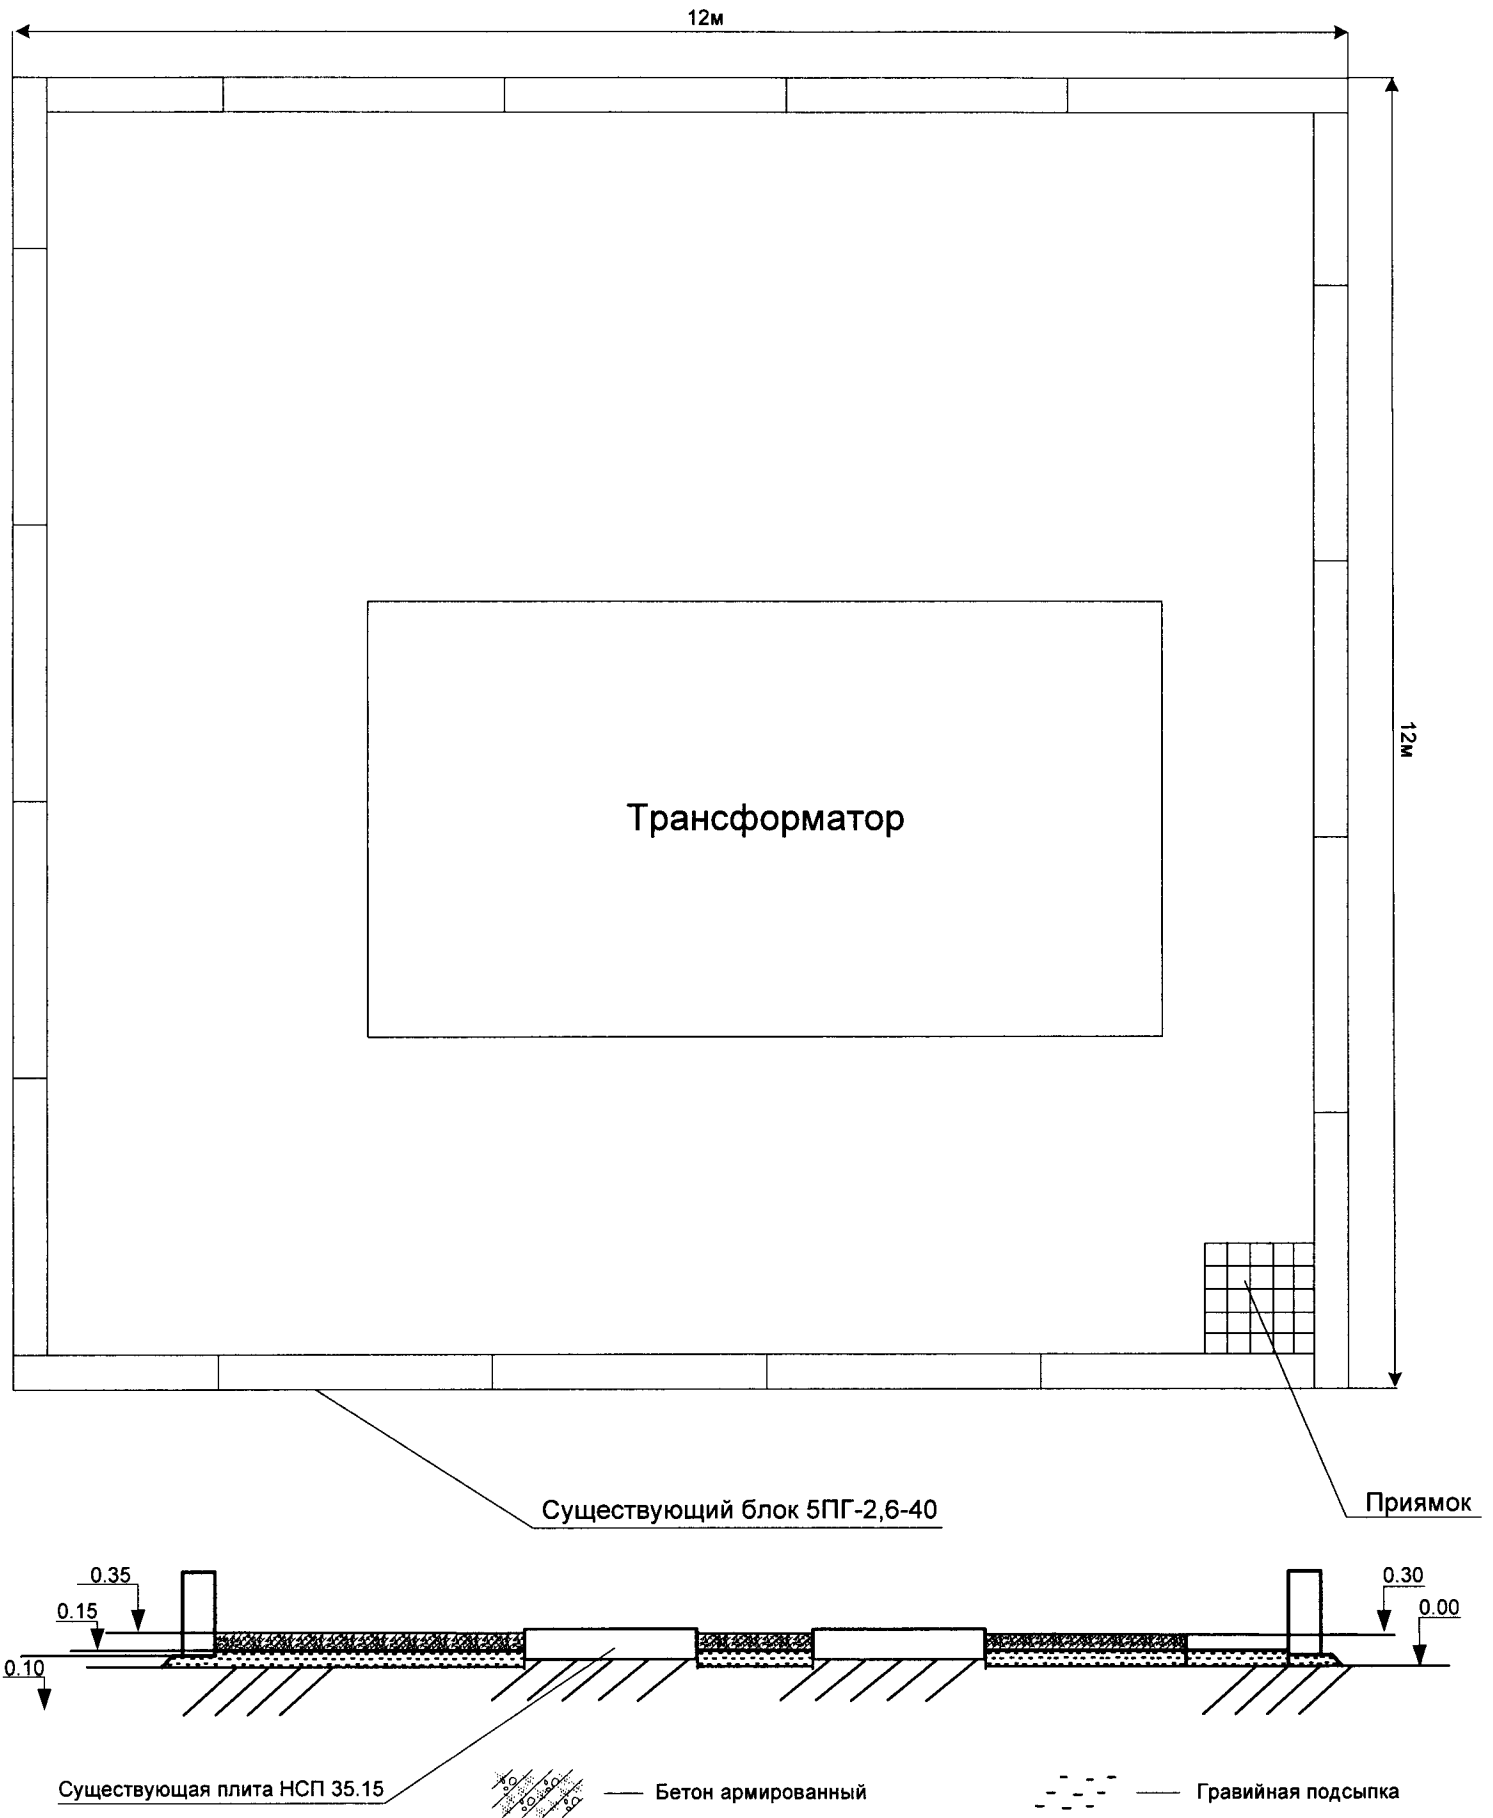 12м
12м
Трансформатор
Существующий блок 5ПГ-2,6-40
Приямок
0.35
0.30
0.15
0.00
0.10
Существующая плита НСП 35.15
Бетон армированный
Гравийная подсыпка